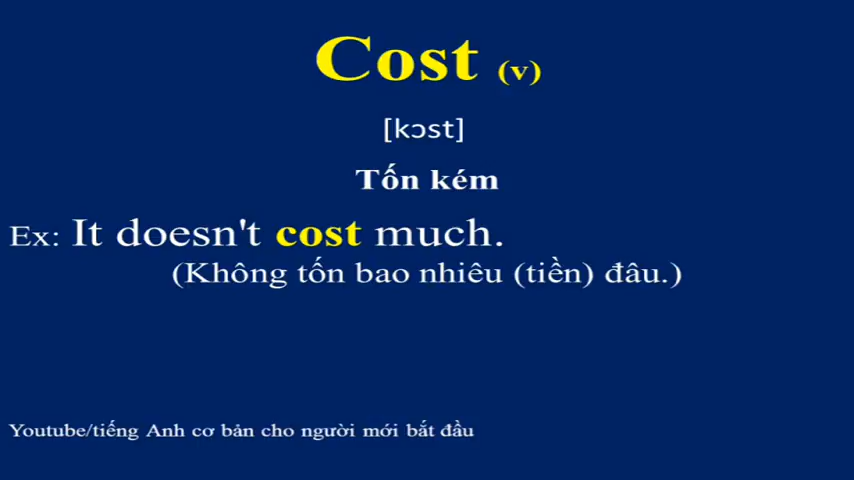 Cost (v)
[kɔst]
Tốn kém
Ex: It doesn't cost much.
(Không tốn bao nhiêu (tiền) đâu.)
Youtube/tiếng Anh cơ bản cho người mới bắt đầu